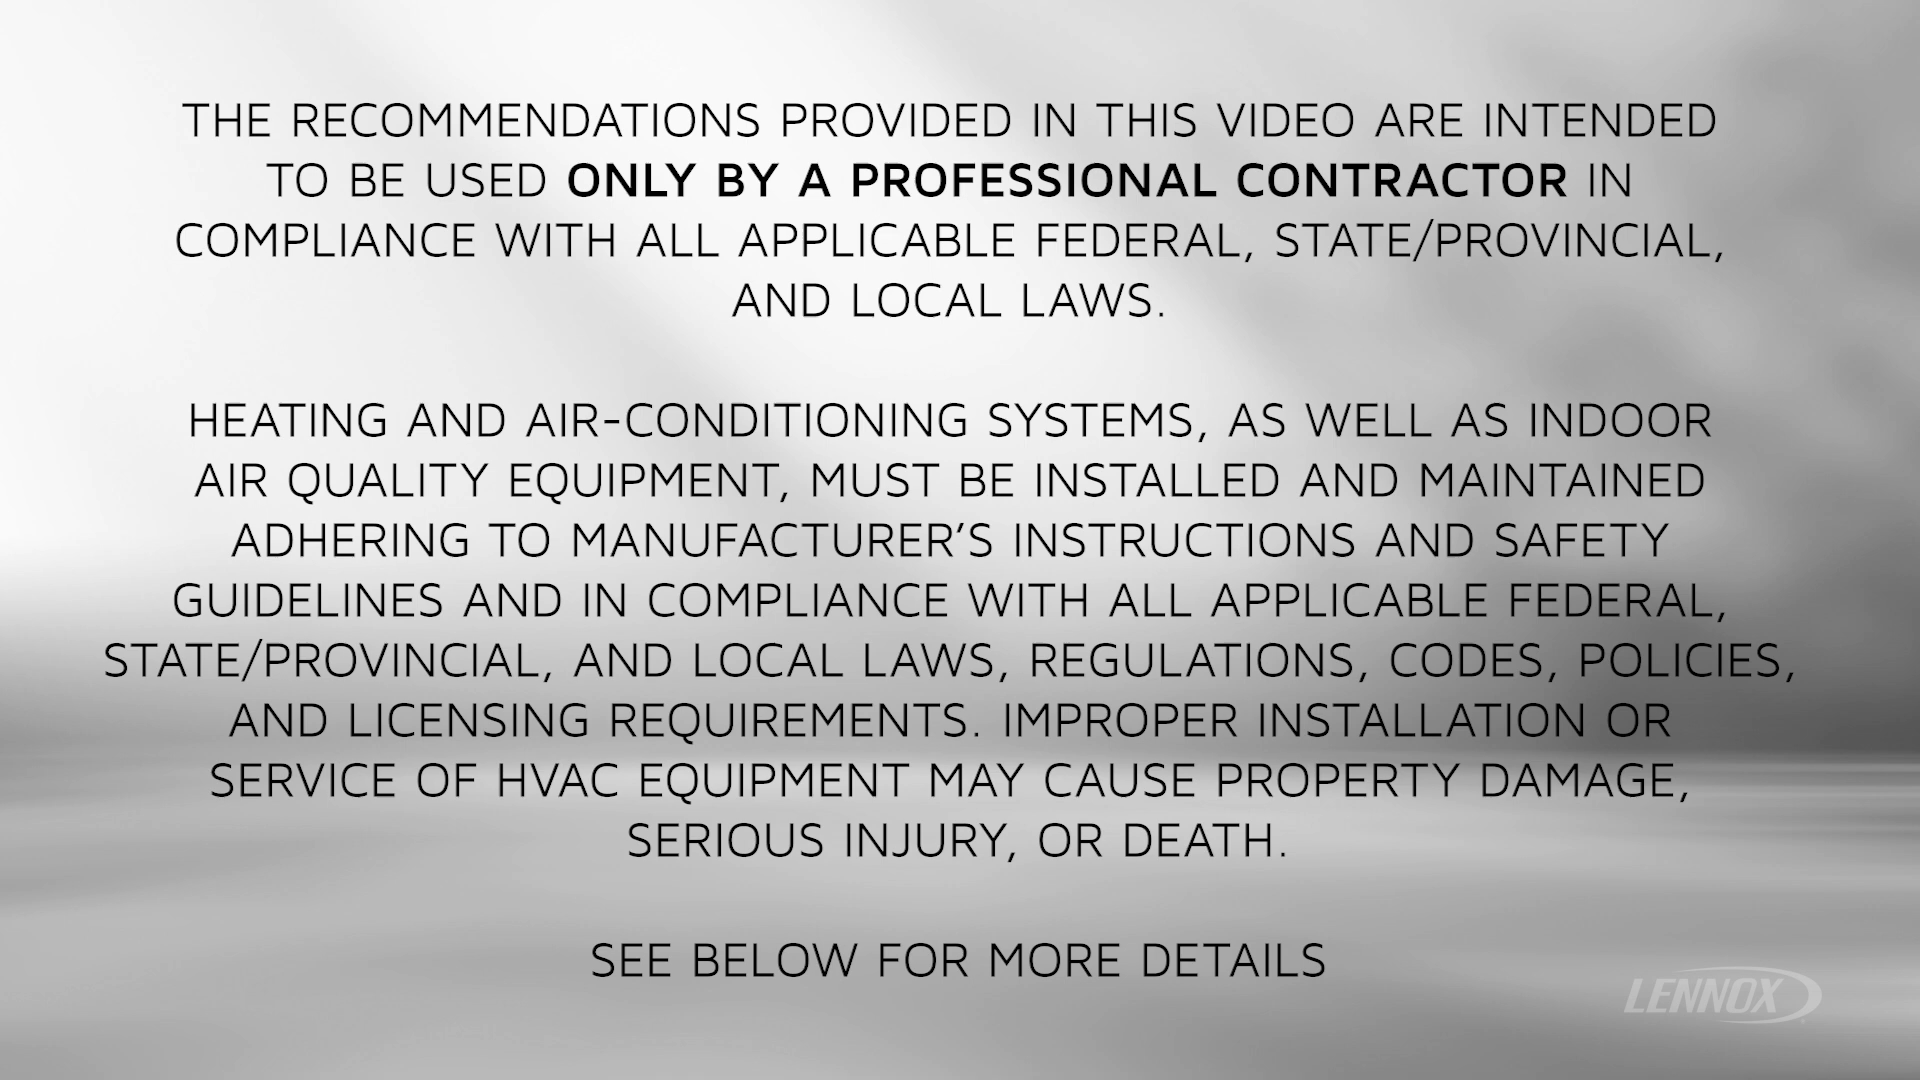 THE RECOMMENDATIONS PROVIDED IN THIS VIDEO ARE INTENDED
TO BE USED ONLY BY A PROFESSIONAL CONTRACTOR IN
COMPLIANCE WITH ALL APPLICABLE FEDERAL, STATE/PROVINCIAL,
AND LOCAL LAWS.
HEATING AND AIR-CONDITIONING SYSTEMS, AS WELL AS INDOOR
AIR QUALITY EQUIPMENT, MUST BE INSTALLED AND MAINTAINED
ADHERING TO MANUFACTURER’S INSTRUCTIONS AND SAFETY
GUIDELINES AND IN COMPLIANCE WITH ALL APPLICABLE FEDERAL,
STATE/PROVINCIAL, AND LOCAL LAWS, REGULATIONS, CODES, POLICIES,
AND LICENSING REQUIREMENTS. IMPROPER INSTALLATION OR
SERVICE OF HVAC EQUIPMENT MAY CAUSE PROPERTY DAMAGE,
SERIOUS INJURY, OR DEATH.
SEE BELOW FOR MORE DETAILS
LENNOX